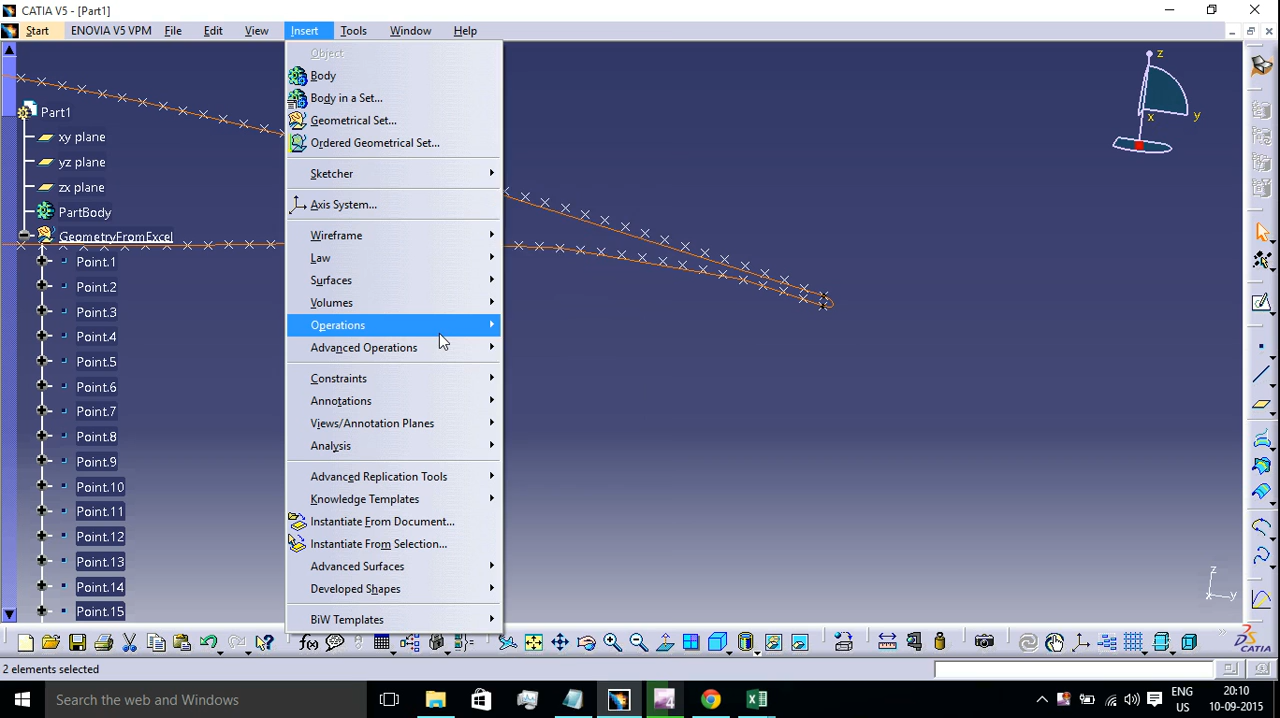 CATIA V5 - [Part1]
Start ENOVIA V5 VPM File Edit View Insert Tools Window Help
Object
Body
Body in a Set...
Geometrical Set...
Ordered Geometrical Set...
Sketcher
Axis System...
Wireframe
Law
Surfaces
Volumes
Operations
Advanced Operations
Constraints
Annotations
Views/Annotation Planes
Analysis
Advanced Replication Tools
Knowledge Templates
Instantiate From Document...
Instantiate From Selection...
Advanced Surfaces
Developed Shapes
BiW Templates
Part1
xy plane
yz plane
zx plane
PartBody
GeometryFromExcel
Point.1
Point.2
Point.3
Point.4
Point.5
Point.6
Point.7
Point.8
Point.9
Point.10
Point.11
Point.12
Point.13
Point.14
Point.15
z
x
y
z
x y
f(x)
CATIA
2 elements selected
Search the web and Windows
4
ENG
US
20:10
10-09-2015